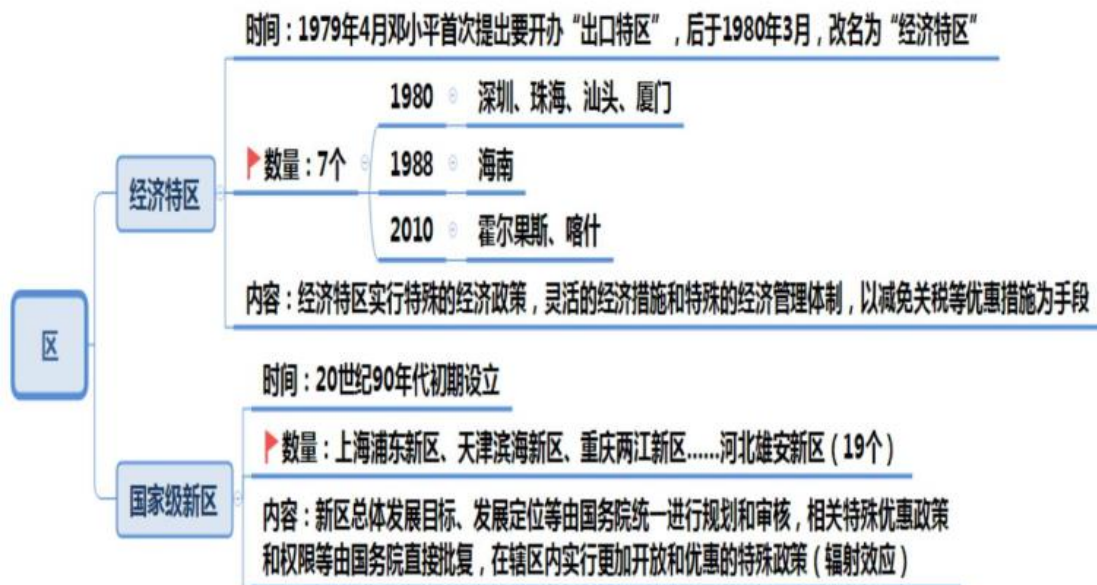 区
经济特区
时间：1979年4月邓小平首次提出要开办“出口特区”，后于1980年3月，改名为“经济特区”
数量：7个
1980
深圳、珠海、汕头、厦门
1988
海南
2010
霍尔果斯、喀什
内容：经济特区实行特殊的经济政策，灵活的经济措施和特殊的经济管理体制，以减免关税等优惠措施为手段
国家级新区
时间：20世纪90年代初期设立
数量：上海浦东新区、天津滨海新区、重庆两江新区……河北雄安新区（19个）
内容：新区总体发展目标、发展定位等由国务院统一进行规划和审核，相关特殊优惠政策
和权限等由国务院直接批复，在辖区内实行更加开放和优惠的特殊政策（辐射效应）